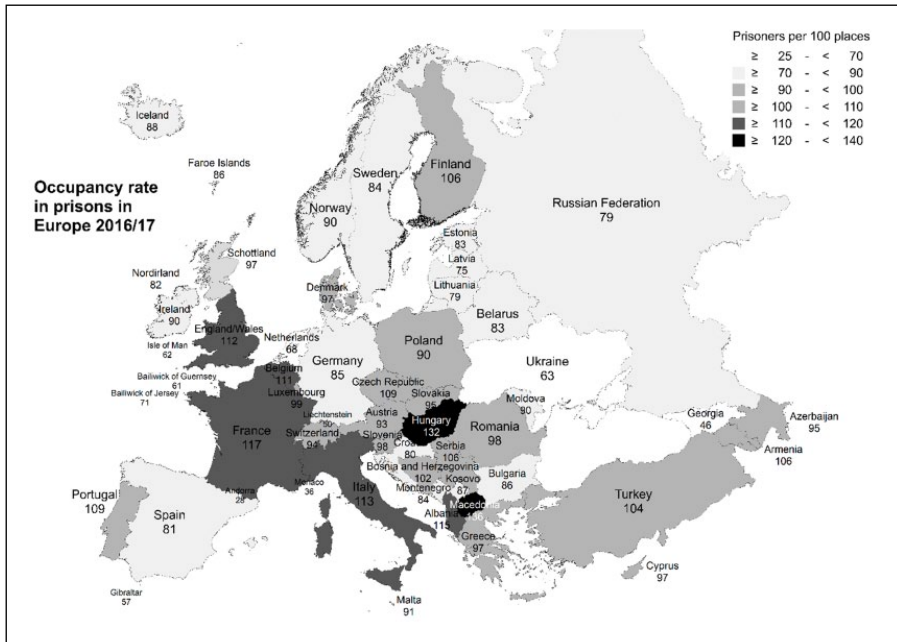 Prisoners per 100 places
≥ 25 - < 70
≥ 70 - < 90
≥ 90 - < 100
≥ 100 - < 110
≥ 110 - < 120
≥ 120 - < 140
Occupancy rate
in prisons in
Europe 2016/17
Iceland
88
Faroe Islands
86
Sweden
84
Finland
106
Norway
90
Russian Federation
79
Estonia
83
Latvia
75
Lithuania
79
Schottland
97
Nordirland
82
Ireland
90
Denmark
97
England/Wales
112
Isle of Man
62
Netherlands
68
Belarus
83
Poland
90
Germany
85
Bailiwick of Guernsey
61
Bailiwick of Jersey
71
Belgium
111
Luxembourg
99
Czech Republic
109
Slovakia
Ukraine
63
Moldova
90
Liechtenstein
Austria
93
Hungary
132
France
117
Switzerland
94
Slovenia
98
80
Romania
98
Georgia
46
Azerbaijan
95
Armenia
106
Serbia
Bosnia and Herzegovina
102
Kosovo
87
Bulgaria
86
Monaco
36
Italy
113
Montenegro
84
Macedonia
Albania
115
Andorra
28
Portugal
109
Spain
81
Turkey
104
Greece
97
Cyprus
97
Gibraltar
57
Malta
91